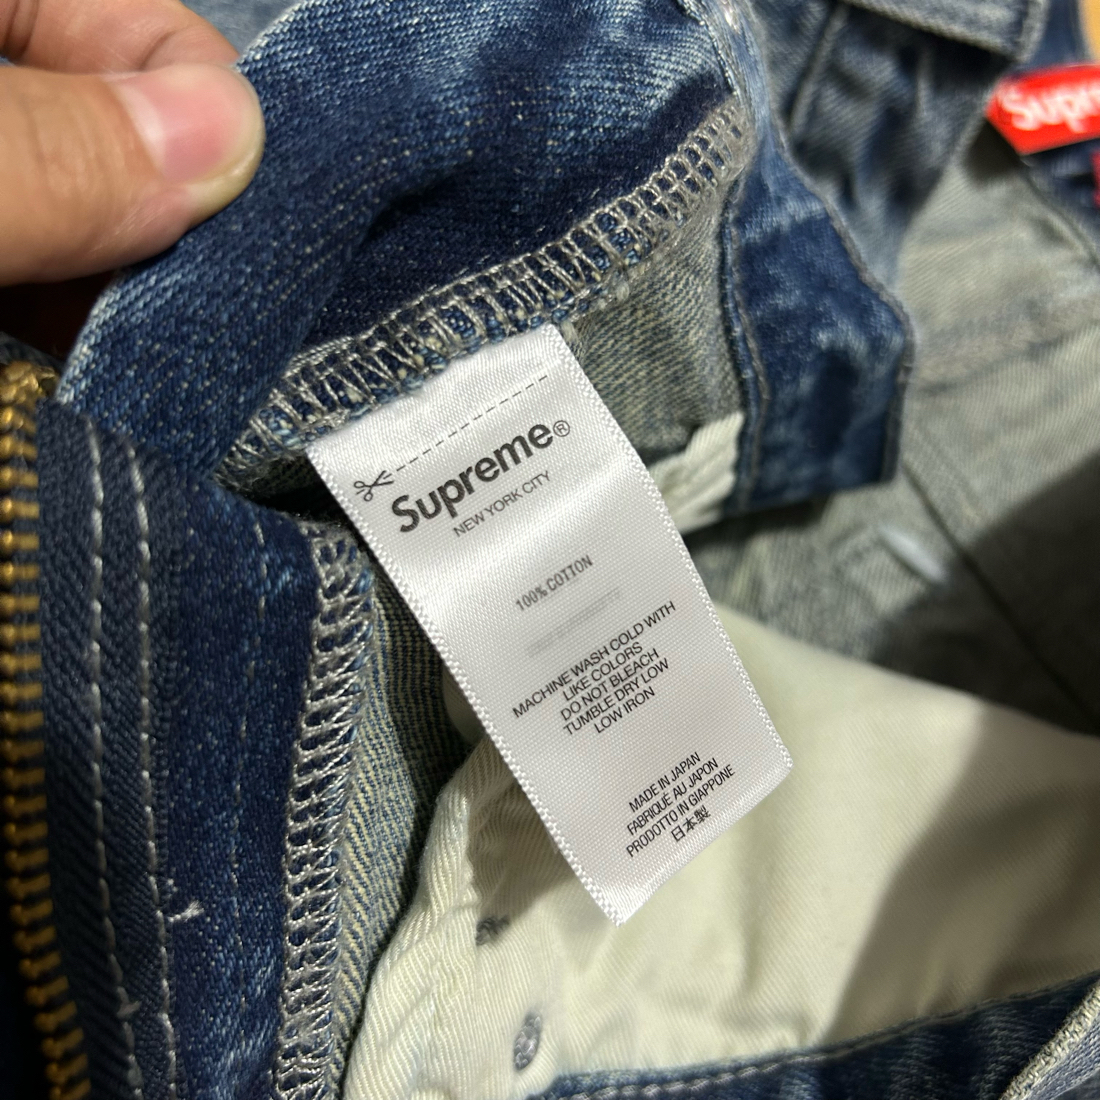 Supreme®
NEW YORK CITY
100% COTTON
MACHINE WASH COLD WITH
LIKE COLORS
DO NOT BLEACH
TUMBLE DRY LOW
LOW IRON
MADE IN JAPAN
FABRIQUÉ AU JAPON
PRODOTTO IN GIAPPONE
日本製